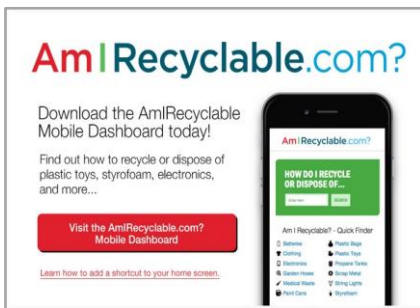 AmIRecyclable.com?
Download the AmIRecyclable
Mobile Dashboard today!
Find out how to recycle or dispose of
plastic toys, styrofoam, electronics,
and more...
Visit the AmIRecyclable.com?
Mobile Dashboard
Learn how to add a shortcut to your home screen.
AmIRecyclable.com?
HOW DO I RECYCLE
OR DISPOSE OF...
SEARCH
Am I Recyclable? - Quick Finder
Batteries
Clothing
Electronics
Garden Hoses
Medical Waste
Paint Cans
Plastic Bags
Plastic Toys
Propane Tanks
Scrap Metal
String Lights
Styrofoam